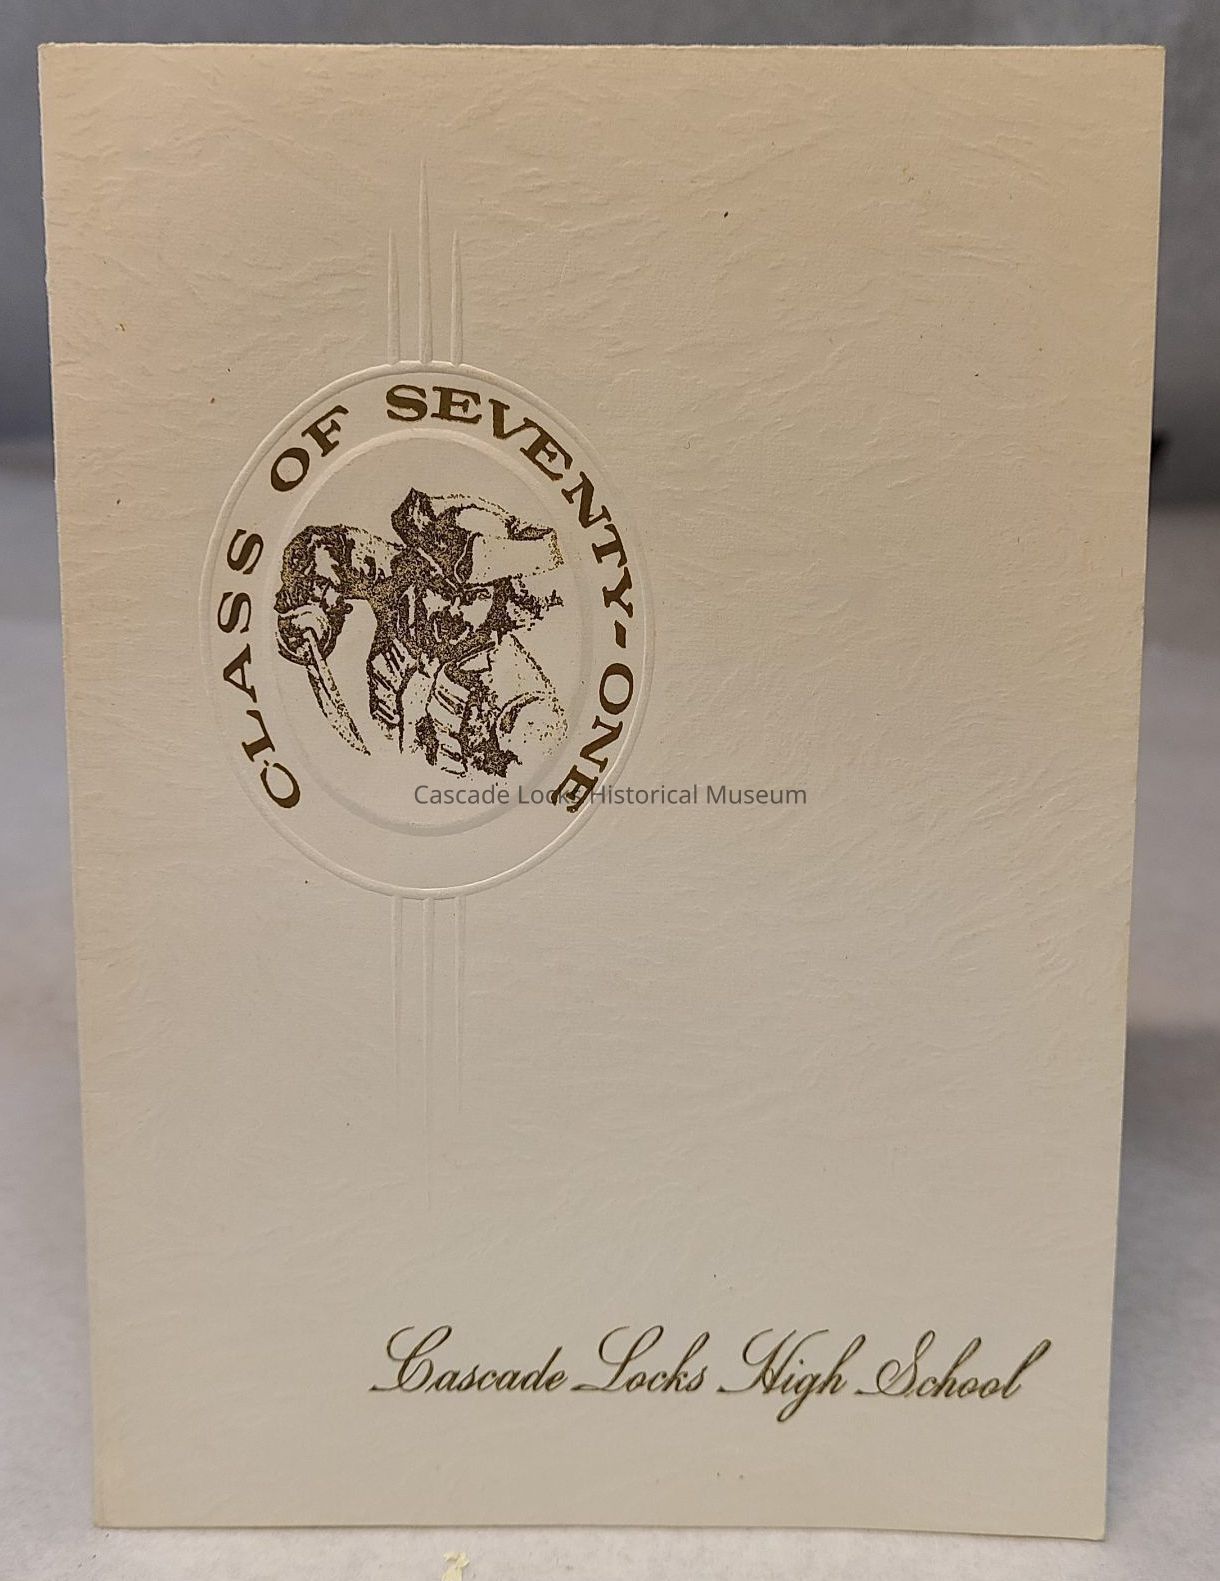 CLASS OF SEVENTY-ONE
Cascade Locks Historical Museum
Cascade Locks High School